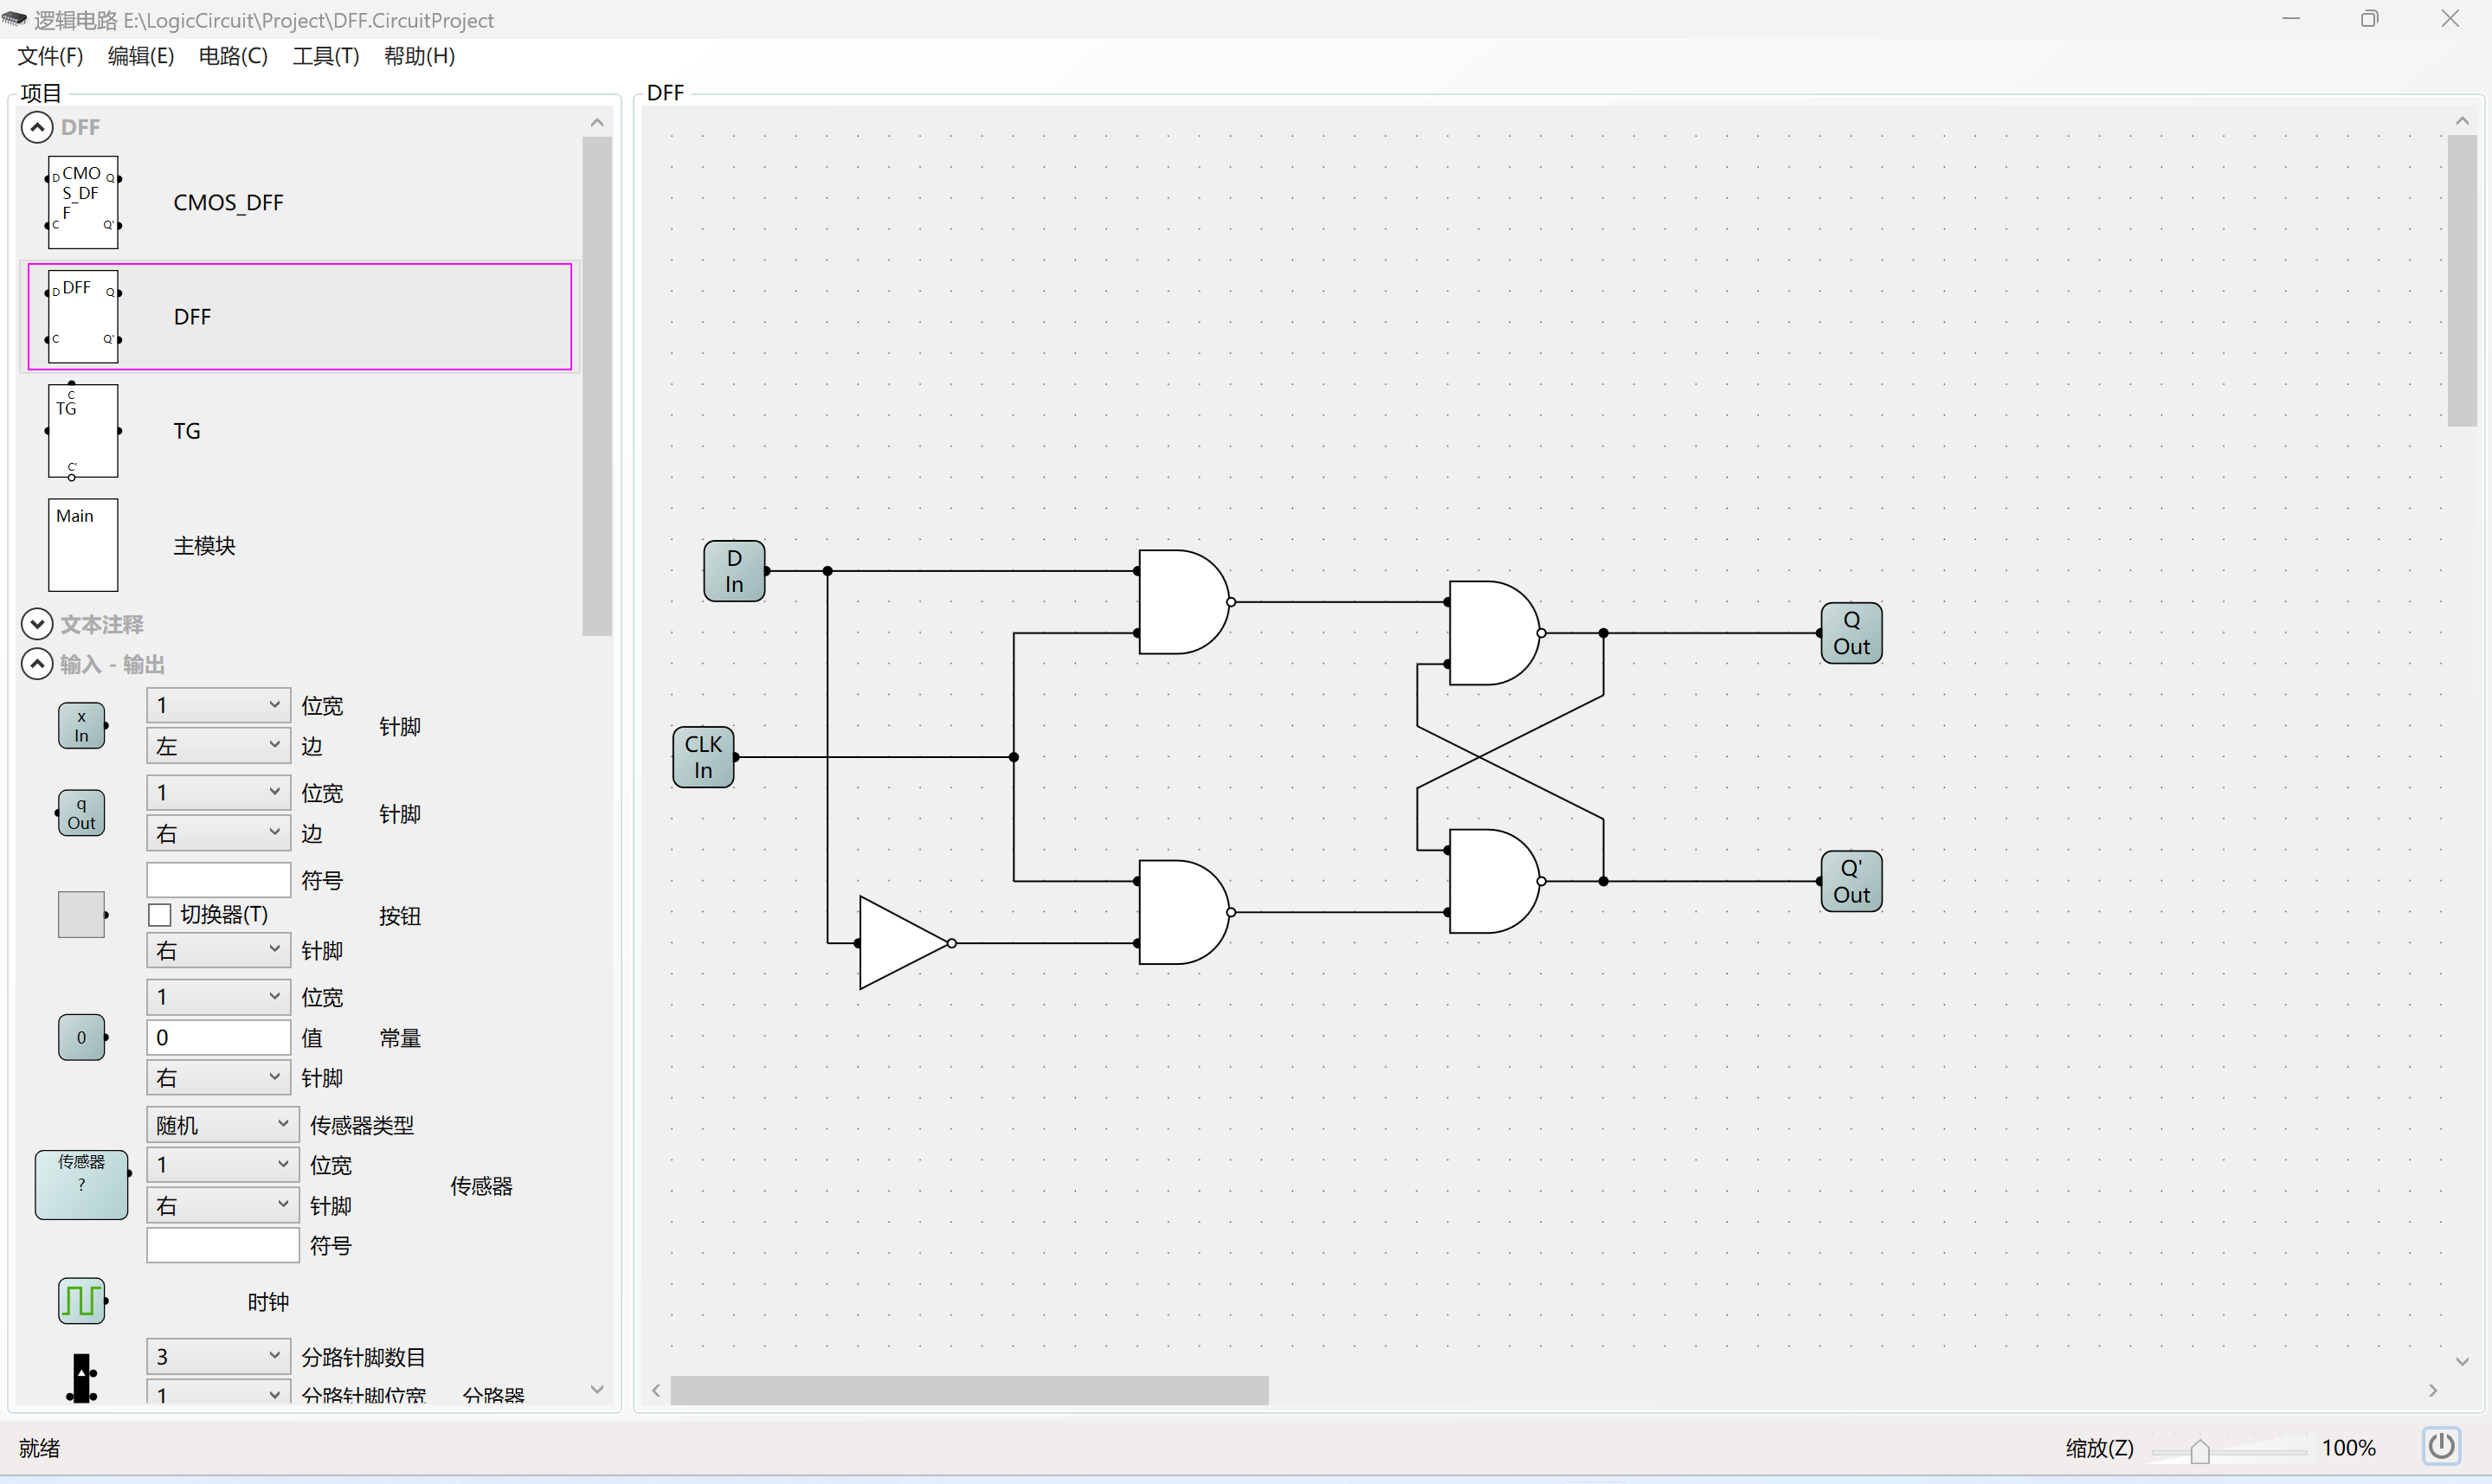 逻辑电路 E:\LogicCircuit\Project\DFF.CircuitProject
文件(F) 编辑(E) 电路(C) 工具(T) 帮助(H)
项目
DFF
D CMO Q
S_DF
F
C Q'
CMOS_DFF
D DFF Q
C Q'
DFF
C
TG
C'
TG
Main
主模块
文本注释
输入 - 输出
x
In
1 位宽
左 边
针脚
q
Out
1 位宽
右 边
针脚
符号
切换器(T)
右 针脚
按钮
0
1 位宽
0 值
右 针脚
常量
传感器
?
随机 传感器类型
1 位宽
右 针脚
符号
传感器
时钟
3 分路针脚数目
1 分路针脚位宽 分路器
DFF
D
In
CLK
In
Q
Out
Q'
Out
就绪
缩放(Z) 100%